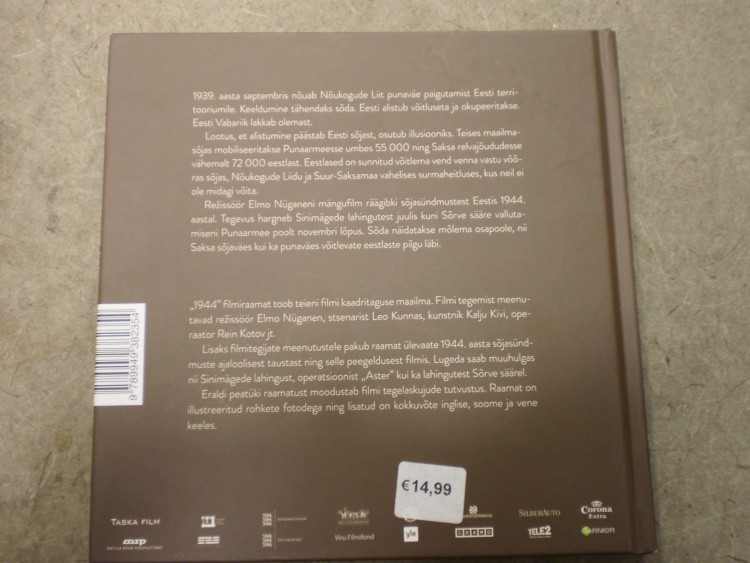 1939. aasta septembris nõuab Nõukogude Liit punaväe paigutamist Eesti terri-
tooriumile. Keeldumine tähendaks sõda. Eesti alistub võitluseta ja okupeeritakse.
Eesti Vabariik lakkab olemast.
Lootus, et alistumine päästab Eesti sõjast, osutub illusiooniks. Teises maailma-
sõjas mobiliseeritakse Punaarmeesse umbes 55 000 ning Saksa relvajõududesse
vähemalt 72 000 eestlast. Eestlased on sunnitud võitlema vend venna vastu võõ-
ras sõjas, Nõukogude Liidu ja Suur-Saksamaa vahelises surmaheitluses, kus neil ei
ole midagi võita.
Režissöör Elmo Nüganeni mängufilm räägibki sõjasündmustest Eestis 1944.
aastal. Tegevus hargneb Sinimägede lahingutest juulis kuni Sõrve sääre valluta-
miseni Punaarmee poolt novembri lõpus. Sõda näidatakse mõlema osapoole, nii
Saksa sõjaväes kui ka punaväes võitlevate eestlaste pilgu läbi.
„1944” filmiraamat toob teieni filmi kaadritaguse maailma. Filmi tegemist meenu-
tavad režissöör Elmo Nüganen, stsenarist Leo Kunnas, kunstnik Kalju Kivi, ope-
raator Rein Kotov jt.
Lisaks filmitegijate meenutustele pakub raamat ülevaate 1944. aasta sõjasünd-
muste ajaloolisest taustast ning selle peegeldusest filmis. Lugeda saab muuhulgas
nii Sinimägede lahingust, operatsioonist „Aster” kui ka lahingutest Sõrve säärel.
Eraldi peatüki raamatust moodustab filmi tegelaskujude tutvustus. Raamat on
illustreeritud rohkete fotodega ning lisatud on kokkuvõte inglise, soome ja vene
keeles.
9 789949 382354
€14,99
TASKA FILM
SILBERAUTO
Corona
Extra
mrp
MATILA RÖHR PRODUCTIONS
Viru Filmifond
yle
TELE2
GARNIER